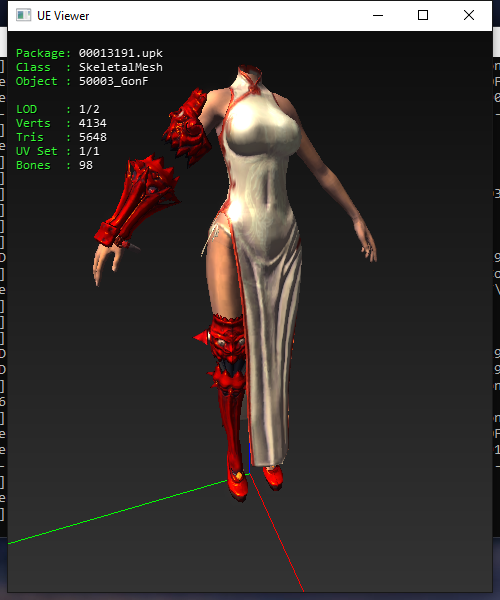 UE Viewer
Package: 00013191.upk
Class : SkeletalMesh
Object : 50003_GonF
LOD : 1/2
Verts : 4134
Tris : 5648
UV Set : 1/1
Bones : 98